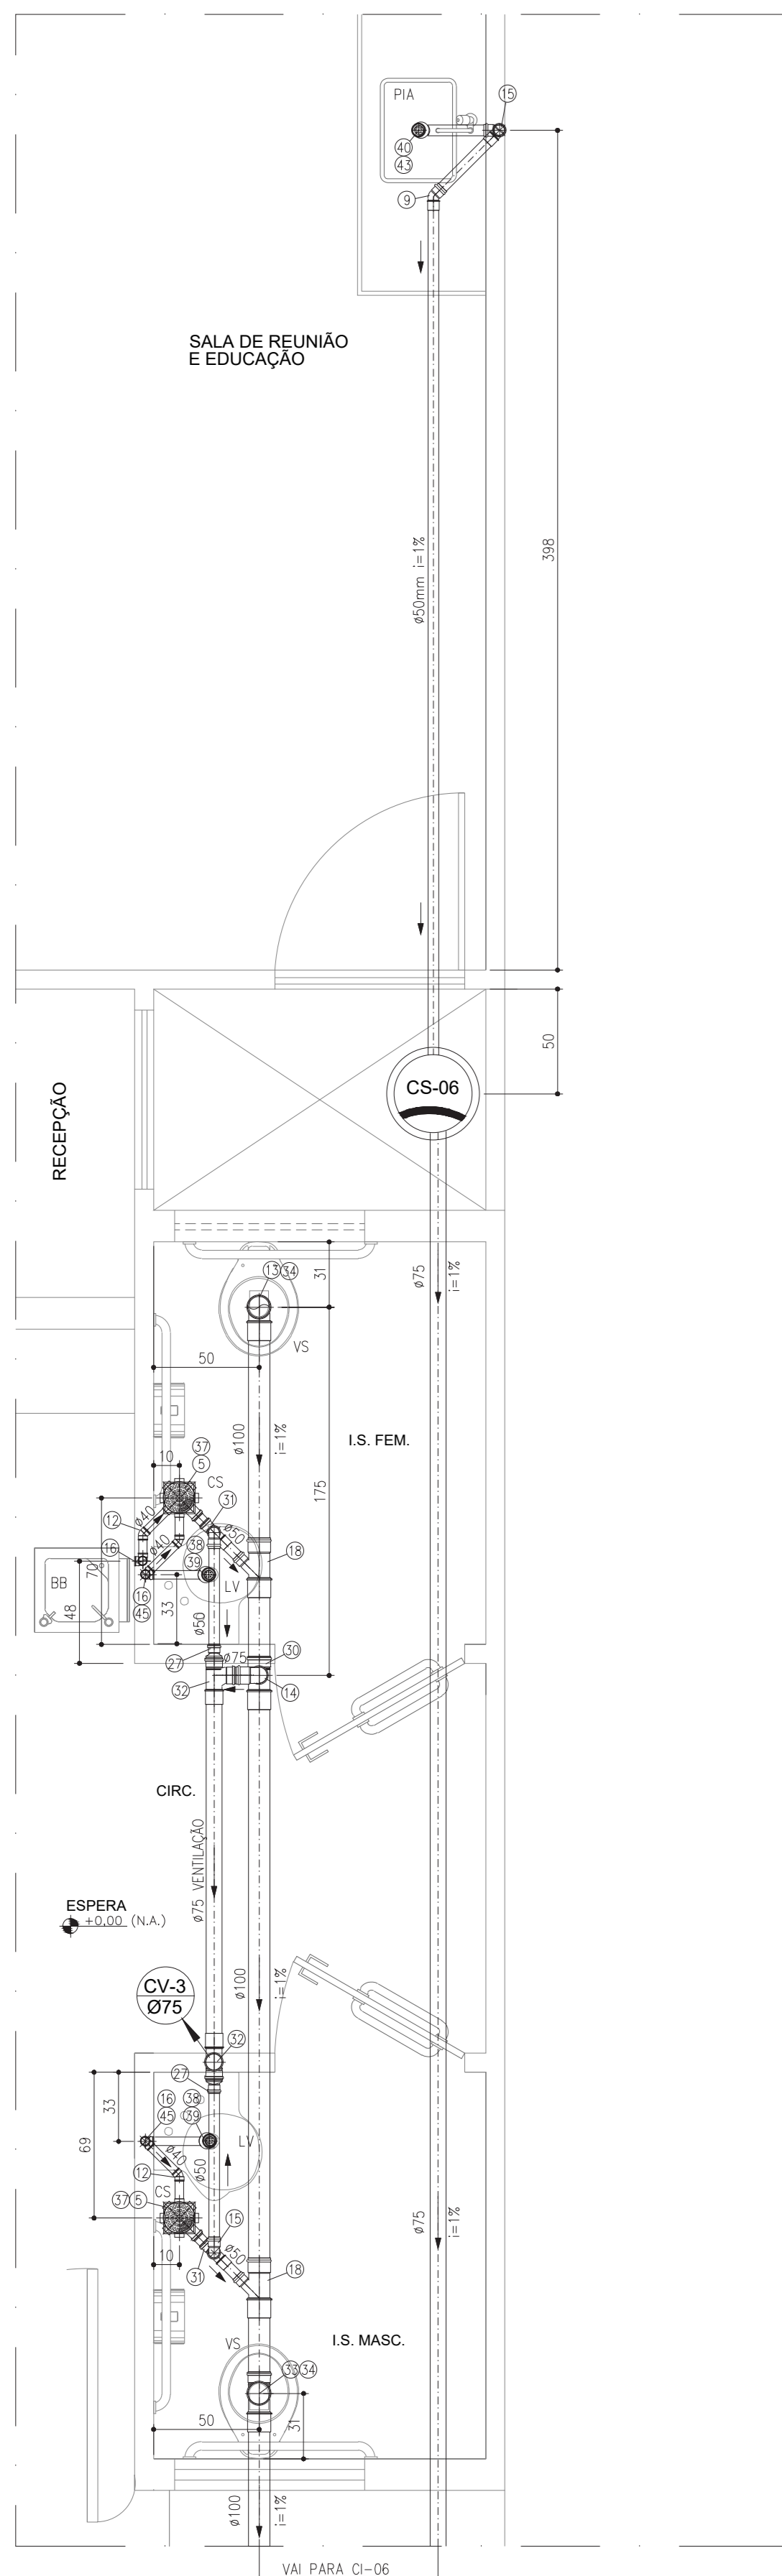 PIA
15
40
43
9
SALA DE REUNIÃO
E EDUCAÇÃO
ø50mm i=1%
398
50
CS-06
RECEPÇÃO
31
13
34
VS
50
ø75
i=1%
ø100
i=1%
I.S. FEM.
175
10
37
5
CS
31
ø40
12
ø50
18
16
ø40
38
39
LV
BB
70
16
45
33
ø50
48
27
ø75
30
32
14
CIRC.
ø75 VENTILAÇÃO
ESPERA
+0,00 (N.A.)
CV-3
Ø75
ø100
i=1%
32
27
33
16
45
38
39
LV
69
ø40
12
ø50
CS
37
5
15
ø50
10
31
18
ø75
i=1%
I.S. MASC.
VS
33
34
50
31
ø100
i=1%
VAI PARA CI-06